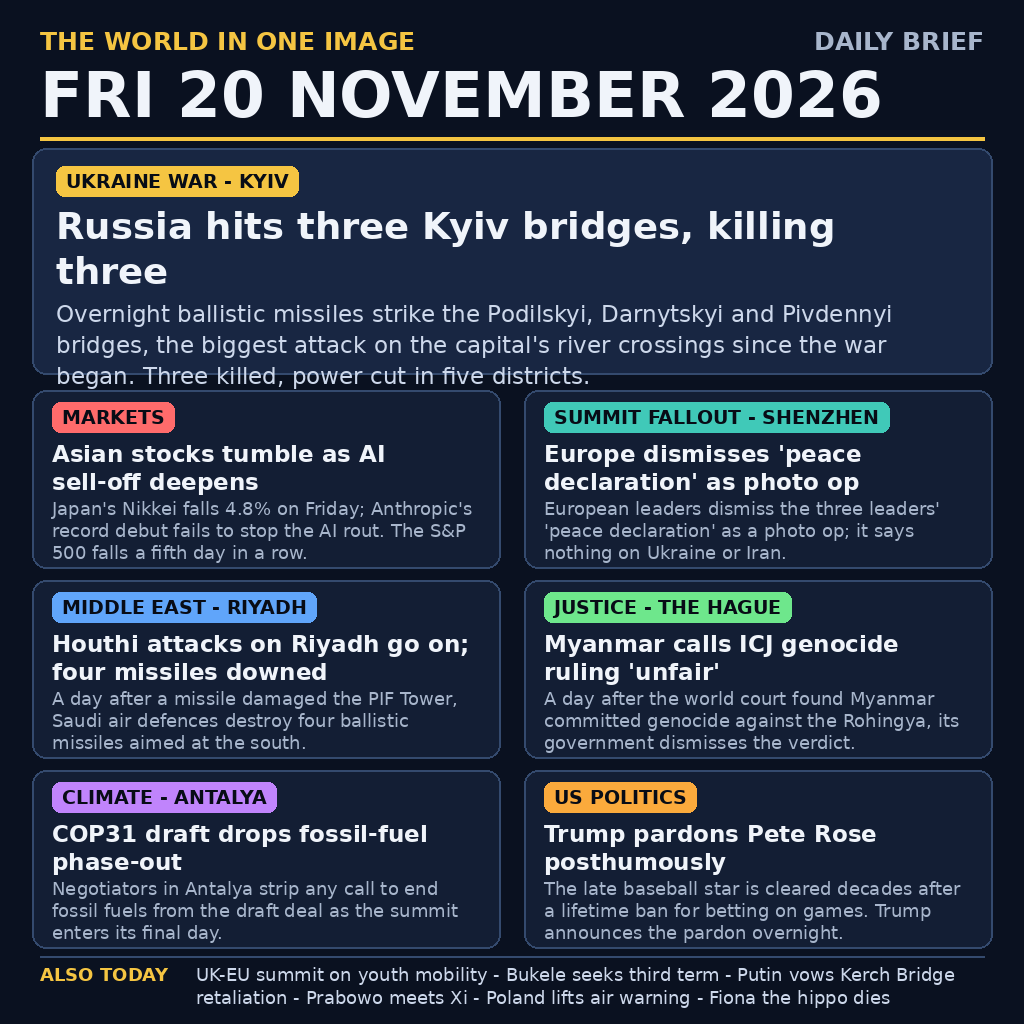 THE WORLD IN ONE IMAGE
DAILY BRIEF
FRI 20 NOVEMBER 2026
UKRAINE WAR - KYIV
Russia hits three Kyiv bridges, killing
three
Overnight ballistic missiles strike the Podilskyi, Darnytskyi and Pivdennyi
bridges, the biggest attack on the capital's river crossings since the war
began. Three killed, power cut in five districts.
MARKETS
Asian stocks tumble as AI
sell-off deepens
Japan's Nikkei falls 4.8% on Friday; Anthropic's
record debut fails to stop the AI rout. The S&P
500 falls a fifth day in a row.
SUMMIT FALLOUT - SHENZHEN
Europe dismisses 'peace
declaration' as photo op
European leaders dismiss the three leaders'
'peace declaration' as a photo op; it says
nothing on Ukraine or Iran.
MIDDLE EAST - RIYADH
Houthi attacks on Riyadh go on;
four missiles downed
A day after a missile damaged the PIF Tower,
Saudi air defences destroy four ballistic
missiles aimed at the south.
JUSTICE - THE HAGUE
Myanmar calls ICJ genocide
ruling 'unfair'
A day after the world court found Myanmar
committed genocide against the Rohingya, its
government dismisses the verdict.
CLIMATE - ANTALYA
COP31 draft drops fossil-fuel
phase-out
Negotiators in Antalya strip any call to end
fossil fuels from the draft deal as the summit
enters its final day.
US POLITICS
Trump pardons Pete Rose
posthumously
The late baseball star is cleared decades after
a lifetime ban for betting on games. Trump
announces the pardon overnight.
ALSO TODAY
UK-EU summit on youth mobility - Bukele seeks third term - Putin vows Kerch Bridge
retaliation - Prabowo meets Xi - Poland lifts air warning - Fiona the hippo dies